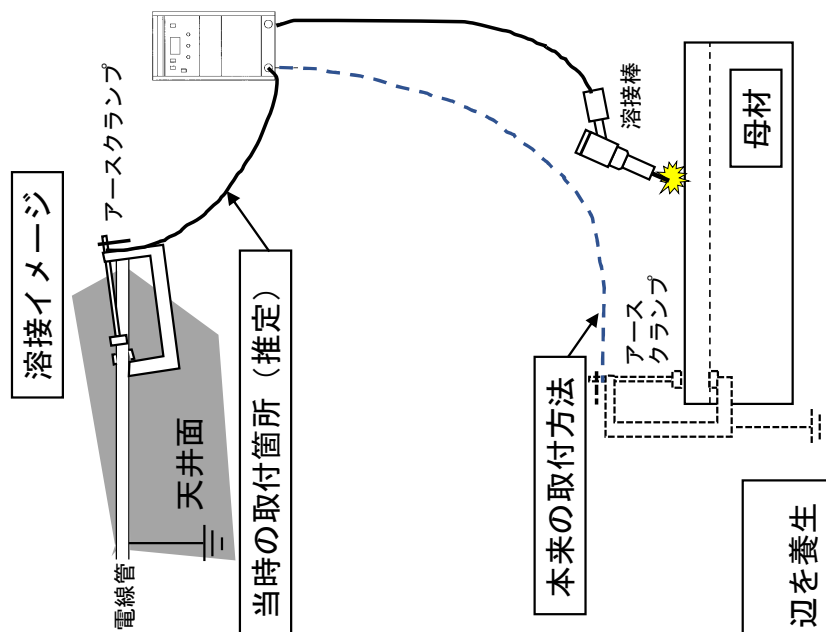 溶接イメージ
アースクランプ
電線管
天井面
当時の取付箇所（推定）
溶接棒
母材
本来の取付方法
アース
クランプ
辺を養生